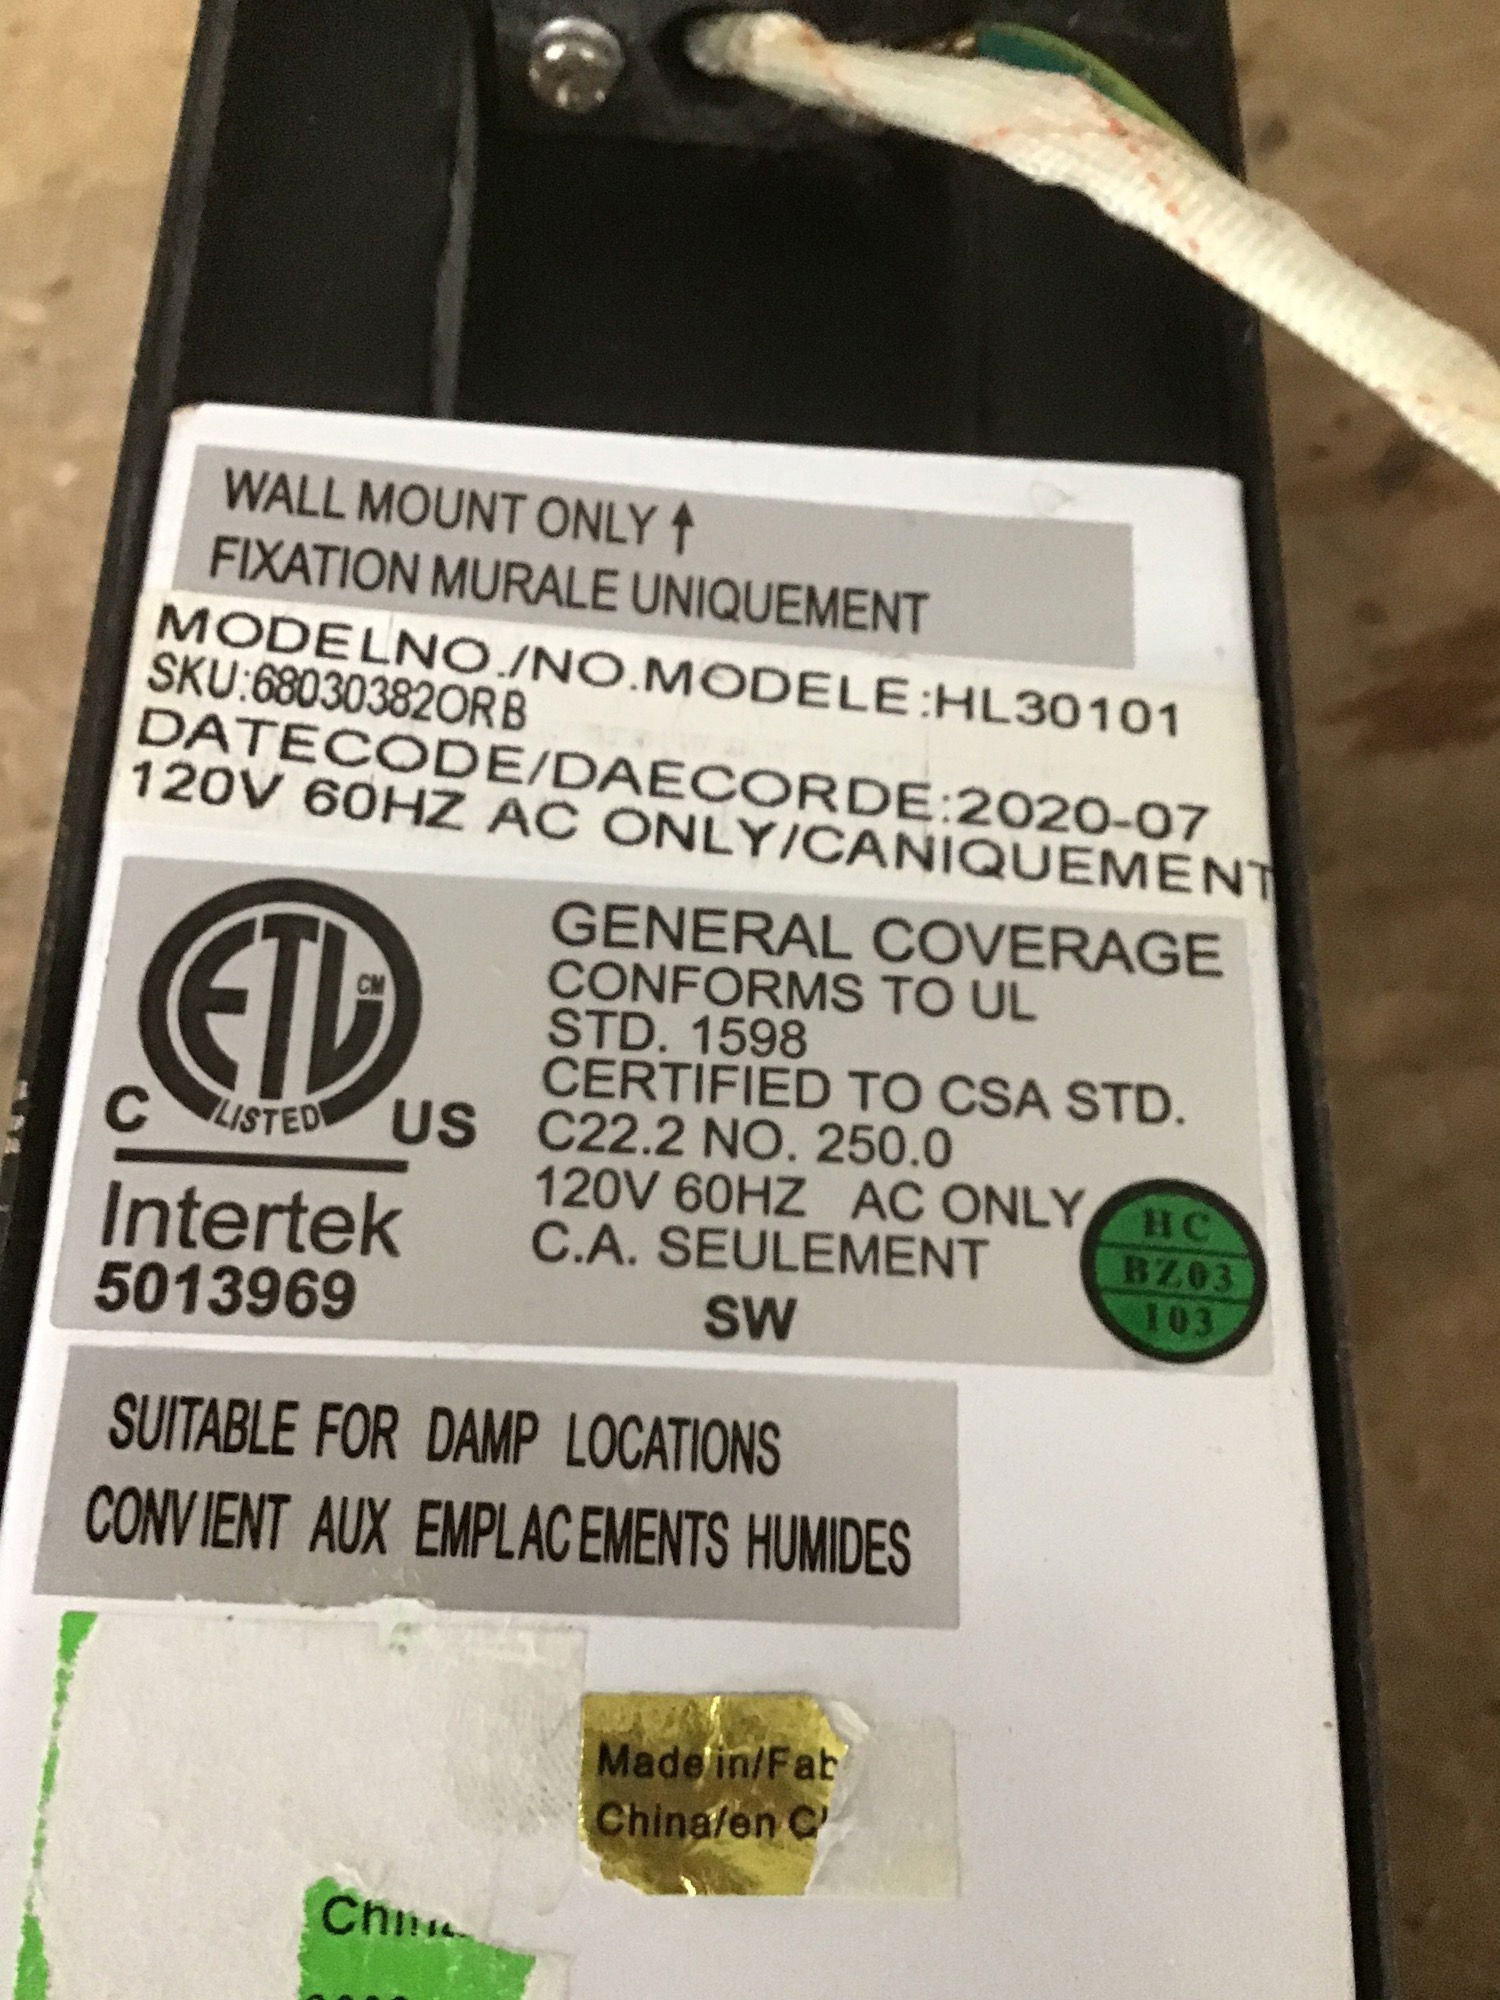 WALL MOUNT ONLY ↑
FIXATION MURALE UNIQUEMENT
MODELNO./NO.MODELE:HL30101
SKU:68030382ORB
DATECODE/DAECORDE:2020-07
120V 60HZ AC ONLY/CANIQUEMENT
ETL CM
LISTED
C US
Intertek
5013969
GENERAL COVERAGE
CONFORMS TO UL
STD. 1598
CERTIFIED TO CSA STD.
C22.2 NO. 250.0
120V 60HZ AC ONLY
C.A. SEULEMENT
SW
HC
BZ03
103
SUITABLE FOR DAMP LOCATIONS
CONVIENT AUX EMPLACEMENTS HUMIDES
Made in/Fab
China/en C